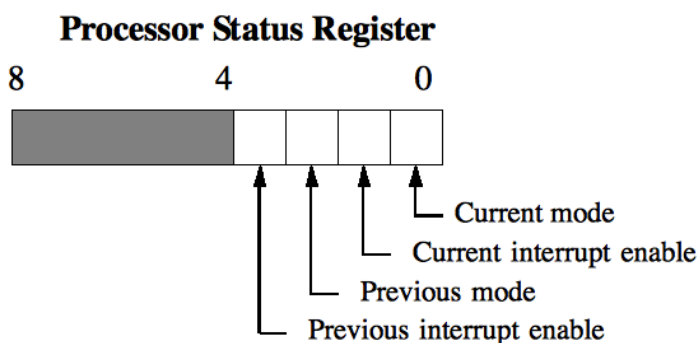 Processor Status Register
8 4 0
Current mode
Current interrupt enable
Previous mode
Previous interrupt enable